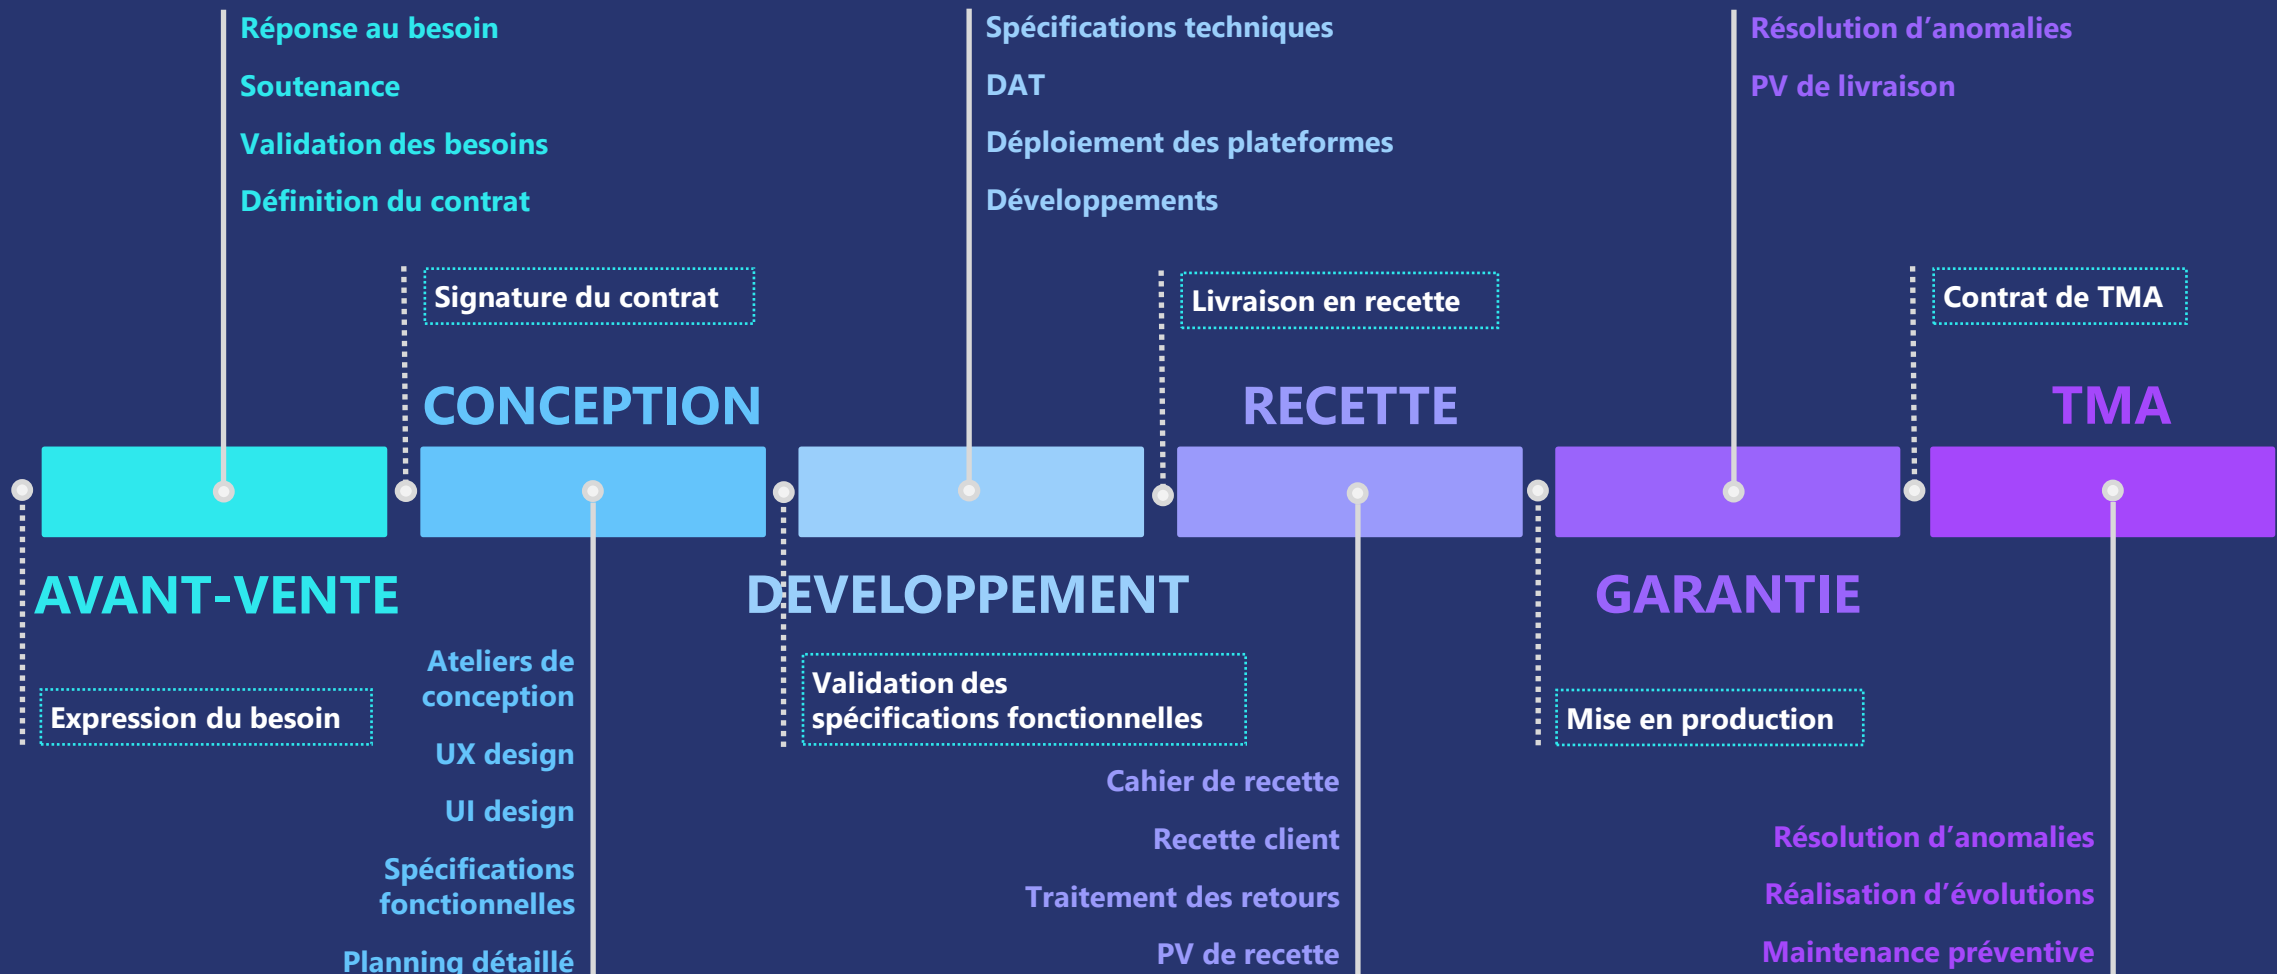 Réponse au besoin
Soutenance
Validation des besoins
Définition du contrat
Spécifications techniques
DAT
Déploiement des plateformes
Développements
Résolution d’anomalies
PV de livraison
Signature du contrat
Livraison en recette
Contrat de TMA
CONCEPTION
RECETTE
TMA
AVANT-VENTE
DEVELOPPEMENT
GARANTIE
Expression du besoin
Ateliers de
conception
UX design
UI design
Spécifications
fonctionnelles
Planning détaillé
Validation des
spécifications fonctionnelles
Cahier de recette
Recette client
Traitement des retours
PV de recette
Mise en production
Résolution d’anomalies
Réalisation d’évolutions
Maintenance préventive